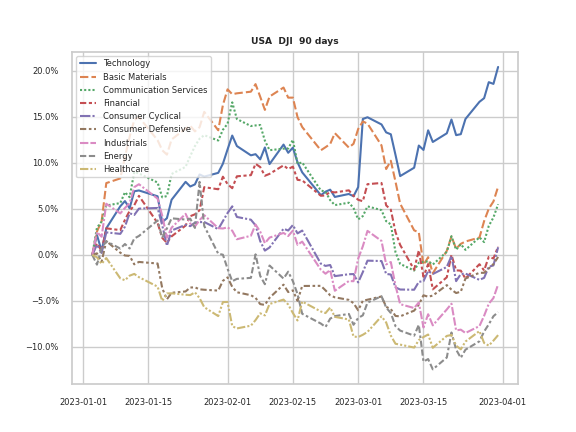 USA DJI 90 days
Technology
Basic Materials
Communication Services
Financial
Consumer Cyclical
Consumer Defensive
Industrials
Energy
Healthcare
20.0%
15.0%
10.0%
5.0%
0.0%
−5.0%
−10.0%
2023-01-01 2023-01-15 2023-02-01 2023-02-15 2023-03-01 2023-03-15 2023-04-01